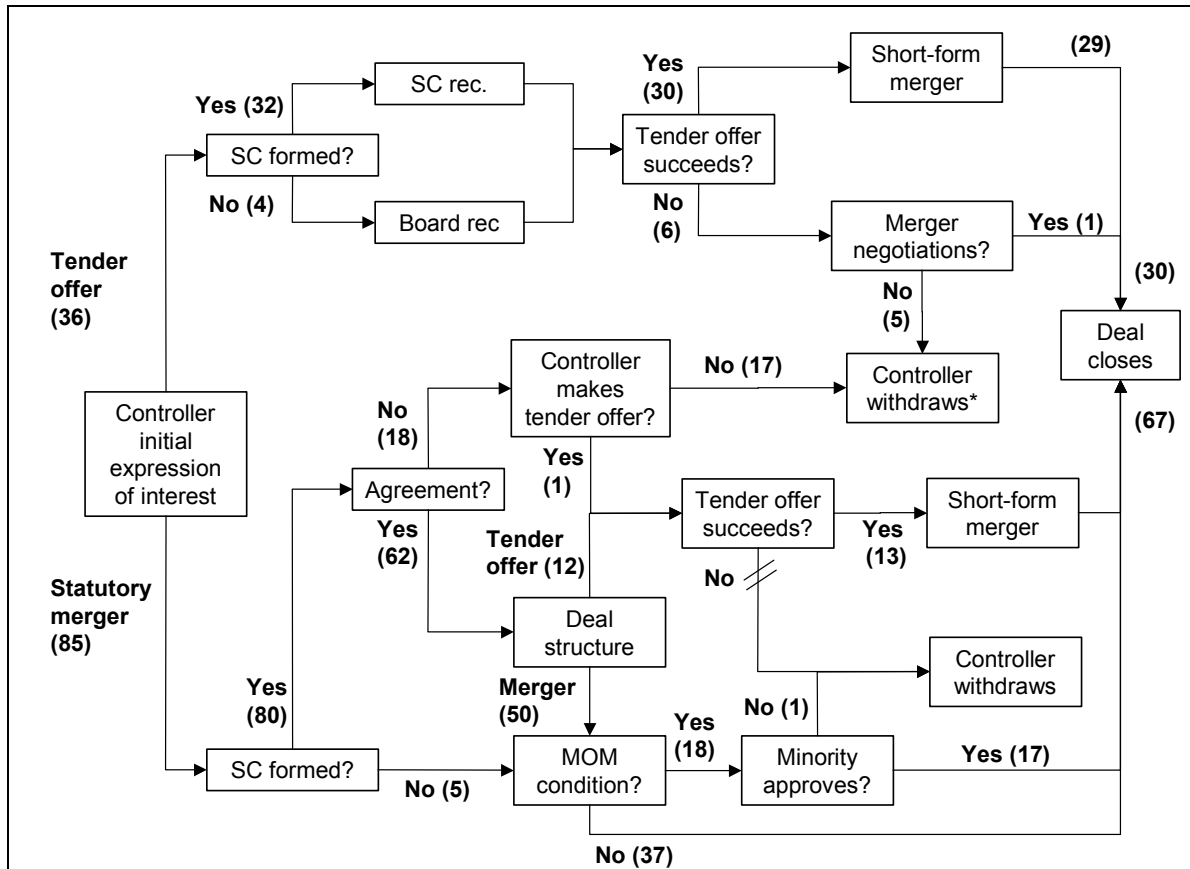 (29)
Short-form
merger
Yes
(30)
SC rec.
Yes (32)
Tender offer
succeeds?
SC formed?
No (4)
Board rec
No
(6)
Merger
negotiations?
Yes (1)
Tender
offer
(36)
(30)
No
(5)
Deal
closes
Controller
makes
tender offer?
No (17)
Controller
withdraws*
Controller
initial
expression
of interest
No
(18)
(67)
Yes
(1)
Agreement?
Tender offer
succeeds?
Short-form
merger
Yes
(62)
Tender
offer (12)
Yes
(13)
No
Statutory
merger
(85)
Deal
structure
Controller
withdraws
Yes
(80)
Merger
(50)
No (1)
Yes
(18)
SC formed?
No (5)
MOM
condition?
Minority
approves?
Yes (17)
No (37)